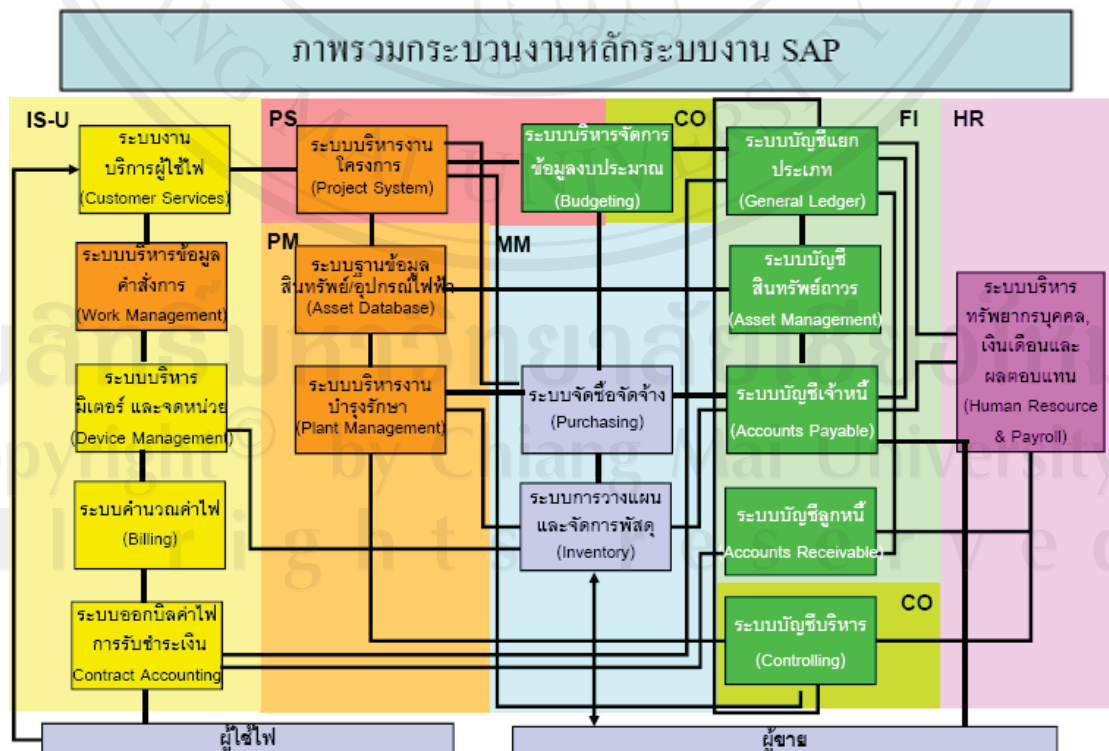 ภาพรวมกระบวนงานหลักระบบงาน SAP
IS-U
ระบบงาน
บริการผู้ใช้ไฟ
(Customer Services)
ระบบบริหารข้อมูล
คำสั่งการ
(Work Management)
ระบบบริหาร
มิเตอร์ และจดหน่วย
(Device Management)
ระบบคำนวณค่าไฟ
(Billing)
ระบบออกบิลค่าไฟ
การรับชำระเงิน
Contract Accounting
PS
ระบบบริหารงาน
โครงการ
(Project System)
PM
ระบบฐานข้อมูล
สินทรัพย์/อุปกรณ์ไฟฟ้า
(Asset Database)
ระบบบริหารงาน
บำรุงรักษา
(Plant Management)
CO
ระบบบริหารจัดการ
ข้อมูลงบประมาณ
(Budgeting)
MM
ระบบจัดซื้อจัดจ้าง
(Purchasing)
ระบบการวางแผน
และจัดการพัสดุ
(Inventory)
FI
ระบบบัญชีแยก
ประเภท
(General Ledger)
ระบบบัญชี
สินทรัพย์ถาวร
(Asset Management)
ระบบบัญชีเจ้าหนี้
(Accounts Payable)
ระบบบัญชีลูกหนี้
Accounts Receivable)
CO
ระบบบัญชีบริหาร
(Controlling)
HR
ระบบบริหาร
ทรัพยากรบุคคล,
เงินเดือนและ
ผลตอบแทน
(Human Resource
& Payroll)
ผู้ใช้ไฟ
ผู้ขาย
by Chiang Mai University
All rights reserved